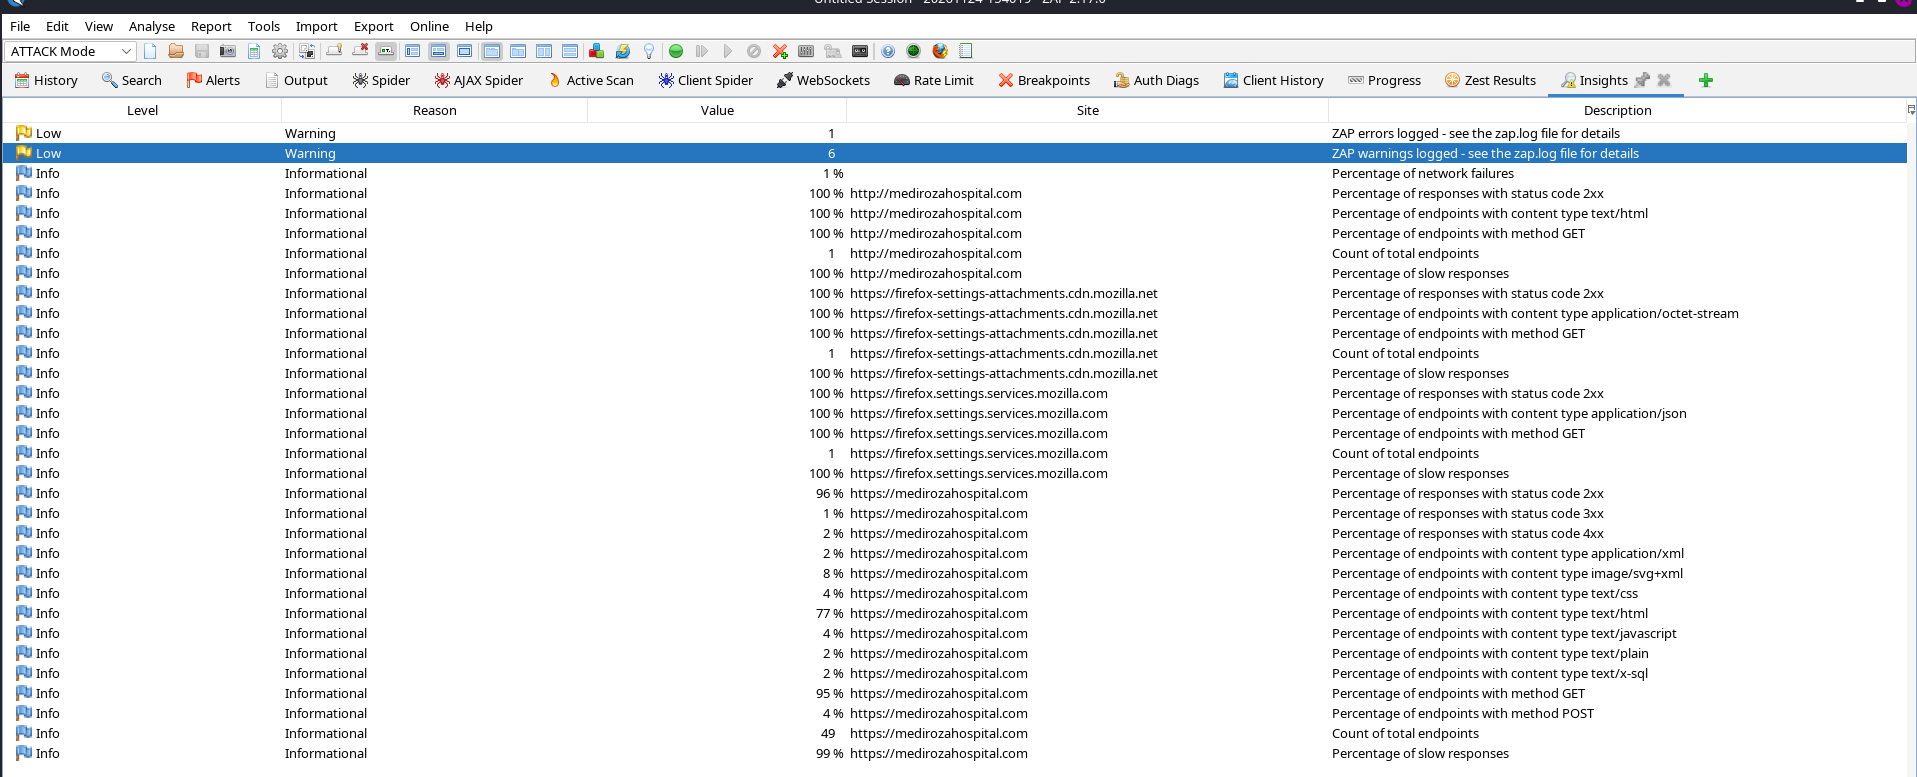 Untitled Session - 20261124-134019 - ZAP 2.17.0
File Edit View Analyse Report Tools Import Export Online Help
ATTACK Mode
History Search Alerts Output Spider AJAX Spider Active Scan Client Spider WebSockets Rate Limit Breakpoints Auth Diags Client History Progress Zest Results Insights
Level Reason Value Site Description
Low Warning 1 ZAP errors logged - see the zap.log file for details
Low Warning 6 ZAP warnings logged - see the zap.log file for details
Info Informational 1 % Percentage of network failures
Info Informational 100 % http://medirozahospital.com Percentage of responses with status code 2xx
Info Informational 100 % http://medirozahospital.com Percentage of endpoints with content type text/html
Info Informational 100 % http://medirozahospital.com Percentage of endpoints with method GET
Info Informational 1 http://medirozahospital.com Count of total endpoints
Info Informational 100 % http://medirozahospital.com Percentage of slow responses
Info Informational 100 % https://firefox-settings-attachments.cdn.mozilla.net Percentage of responses with status code 2xx
Info Informational 100 % https://firefox-settings-attachments.cdn.mozilla.net Percentage of endpoints with content type application/octet-stream
Info Informational 100 % https://firefox-settings-attachments.cdn.mozilla.net Percentage of endpoints with method GET
Info Informational 1 https://firefox-settings-attachments.cdn.mozilla.net Count of total endpoints
Info Informational 100 % https://firefox-settings-attachments.cdn.mozilla.net Percentage of slow responses
Info Informational 100 % https://firefox.settings.services.mozilla.com Percentage of responses with status code 2xx
Info Informational 100 % https://firefox.settings.services.mozilla.com Percentage of endpoints with content type application/json
Info Informational 100 % https://firefox.settings.services.mozilla.com Percentage of endpoints with method GET
Info Informational 1 https://firefox.settings.services.mozilla.com Count of total endpoints
Info Informational 100 % https://firefox.settings.services.mozilla.com Percentage of slow responses
Info Informational 96 % https://medirozahospital.com Percentage of responses with status code 2xx
Info Informational 1 % https://medirozahospital.com Percentage of responses with status code 3xx
Info Informational 2 % https://medirozahospital.com Percentage of responses with status code 4xx
Info Informational 2 % https://medirozahospital.com Percentage of endpoints with content type application/xml
Info Informational 8 % https://medirozahospital.com Percentage of endpoints with content type image/svg+xml
Info Informational 4 % https://medirozahospital.com Percentage of endpoints with content type text/css
Info Informational 77 % https://medirozahospital.com Percentage of endpoints with content type text/html
Info Informational 4 % https://medirozahospital.com Percentage of endpoints with content type text/javascript
Info Informational 2 % https://medirozahospital.com Percentage of endpoints with content type text/plain
Info Informational 2 % https://medirozahospital.com Percentage of endpoints with content type text/x-sql
Info Informational 95 % https://medirozahospital.com Percentage of endpoints with method GET
Info Informational 4 % https://medirozahospital.com Percentage of endpoints with method POST
Info Informational 49 https://medirozahospital.com Count of total endpoints
Info Informational 99 % https://medirozahospital.com Percentage of slow responses